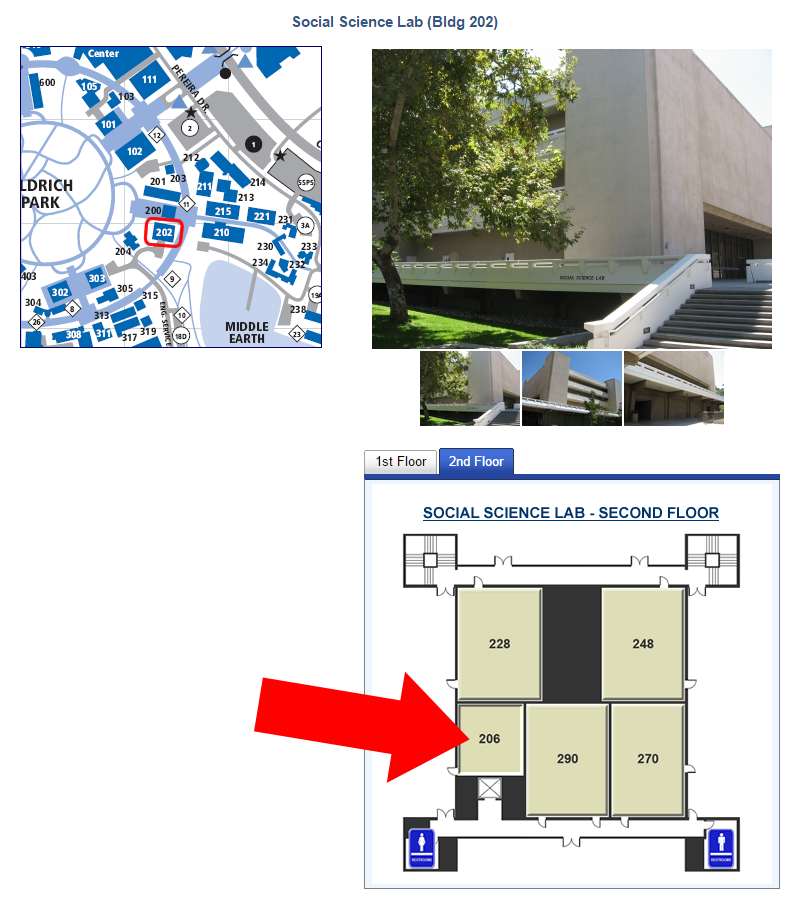 Social Science Lab (Bldg 202)
Center
600
105
103
111
PEREIRA DR.
101
12
2
102
1
212
SSPS
LDRICH
PARK
201
203
211
214
213
200
11
215
221
231
3A
202
210
204
230
233
234
232
9
403
303
302
305
315
304
8
19A
313
10
238
26
308
311
317
319
ENG. SERVICE
18D
MIDDLE
EARTH
23
SOCIAL SCIENCE LAB
1st Floor
2nd Floor
SOCIAL SCIENCE LAB - SECOND FLOOR
228
248
206
290
270
RESTROOMS
RESTROOMS